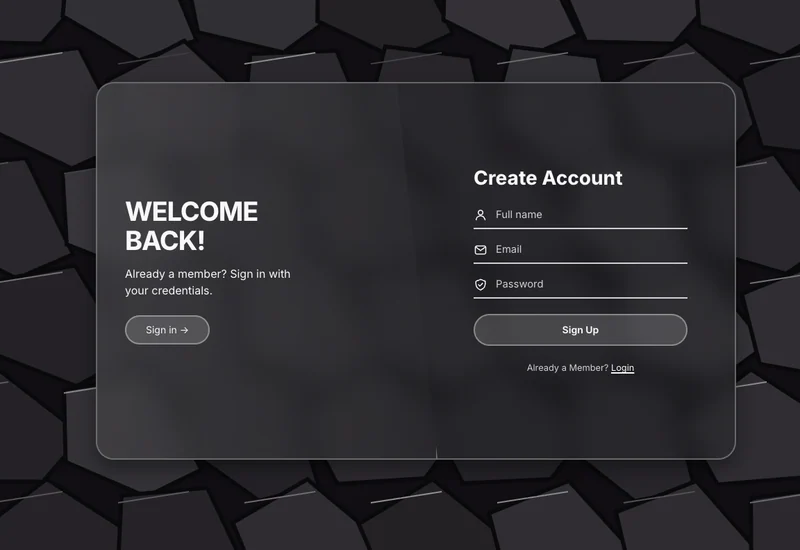 WELCOME
BACK!
Already a member? Sign in with
your credentials.
Sign in →
Create Account
Full name
Email
Password
Sign Up
Already a Member? Login